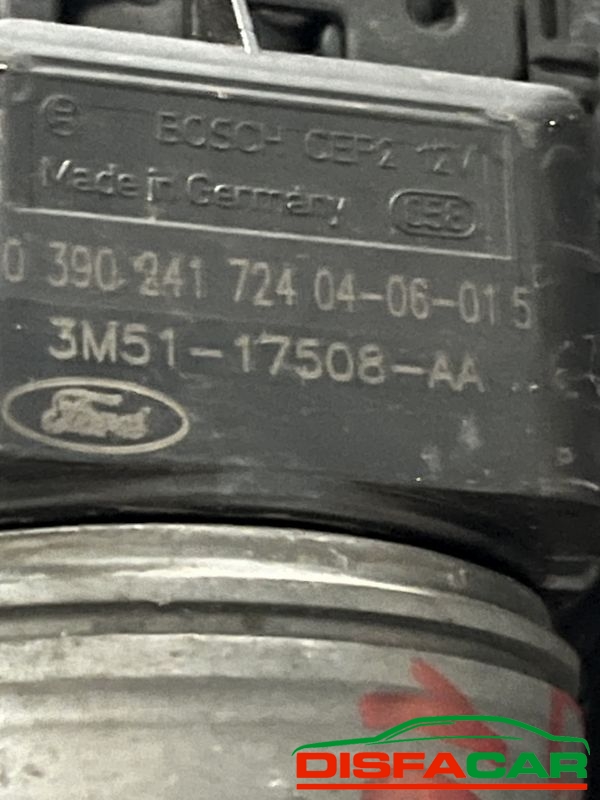 BOSCH CEP2 12V
Made in Germany
0 390 241 724 04-06-01 5
3M51-17508-AA
Ford
DISFACAR